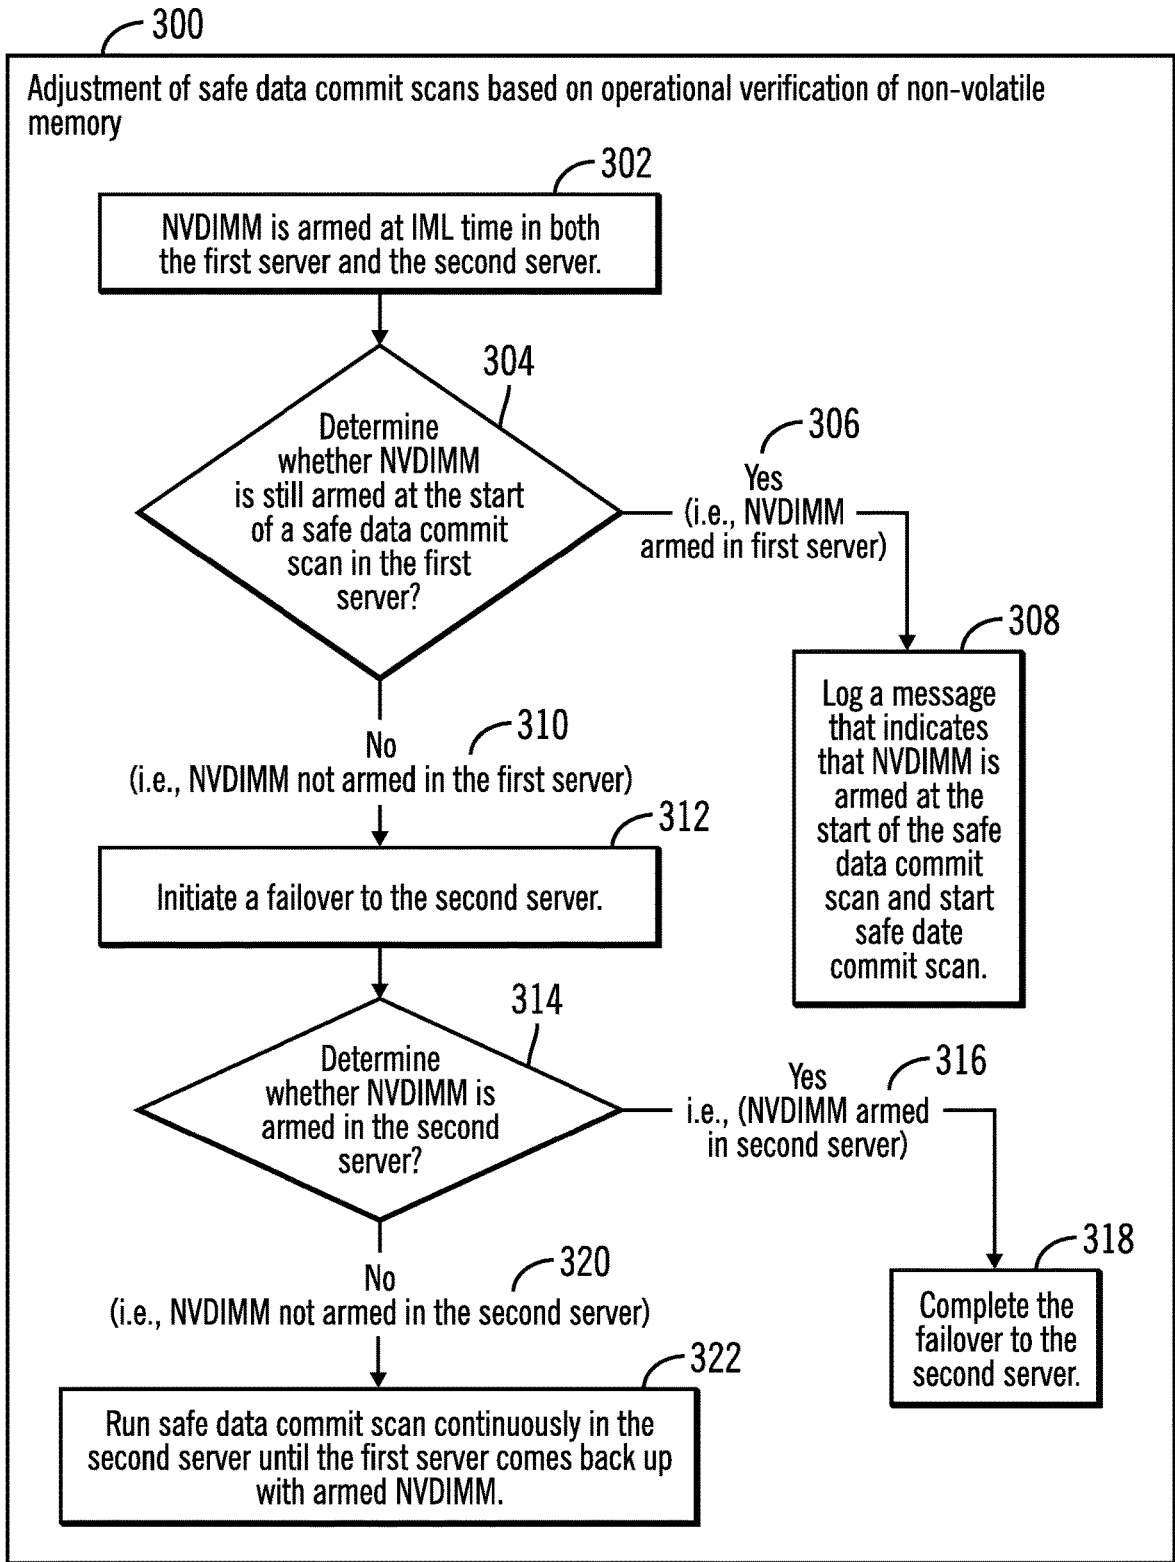 300
Adjustment of safe data commit scans based on operational verification of non-volatile
memory
302
NVDIMM is armed at IML time in both
the first server and the second server.
304
Determine
whether NVDIMM
is still armed at the start
of a safe data commit
scan in the first
server?
306
Yes
(i.e., NVDIMM
armed in first server)
308
Log a message
that indicates
that NVDIMM is
armed at the
start of the safe
data commit
scan and start
safe date
commit scan.
310
No
(i.e., NVDIMM not armed in the first server)
312
Initiate a failover to the second server.
314
Determine
whether NVDIMM is
armed in the second
server?
316
Yes
i.e., (NVDIMM armed
in second server)
318
Complete the
failover to the
second server.
320
No
(i.e., NVDIMM not armed in the second server)
322
Run safe data commit scan continuously in the
second server until the first server comes back up
with armed NVDIMM.